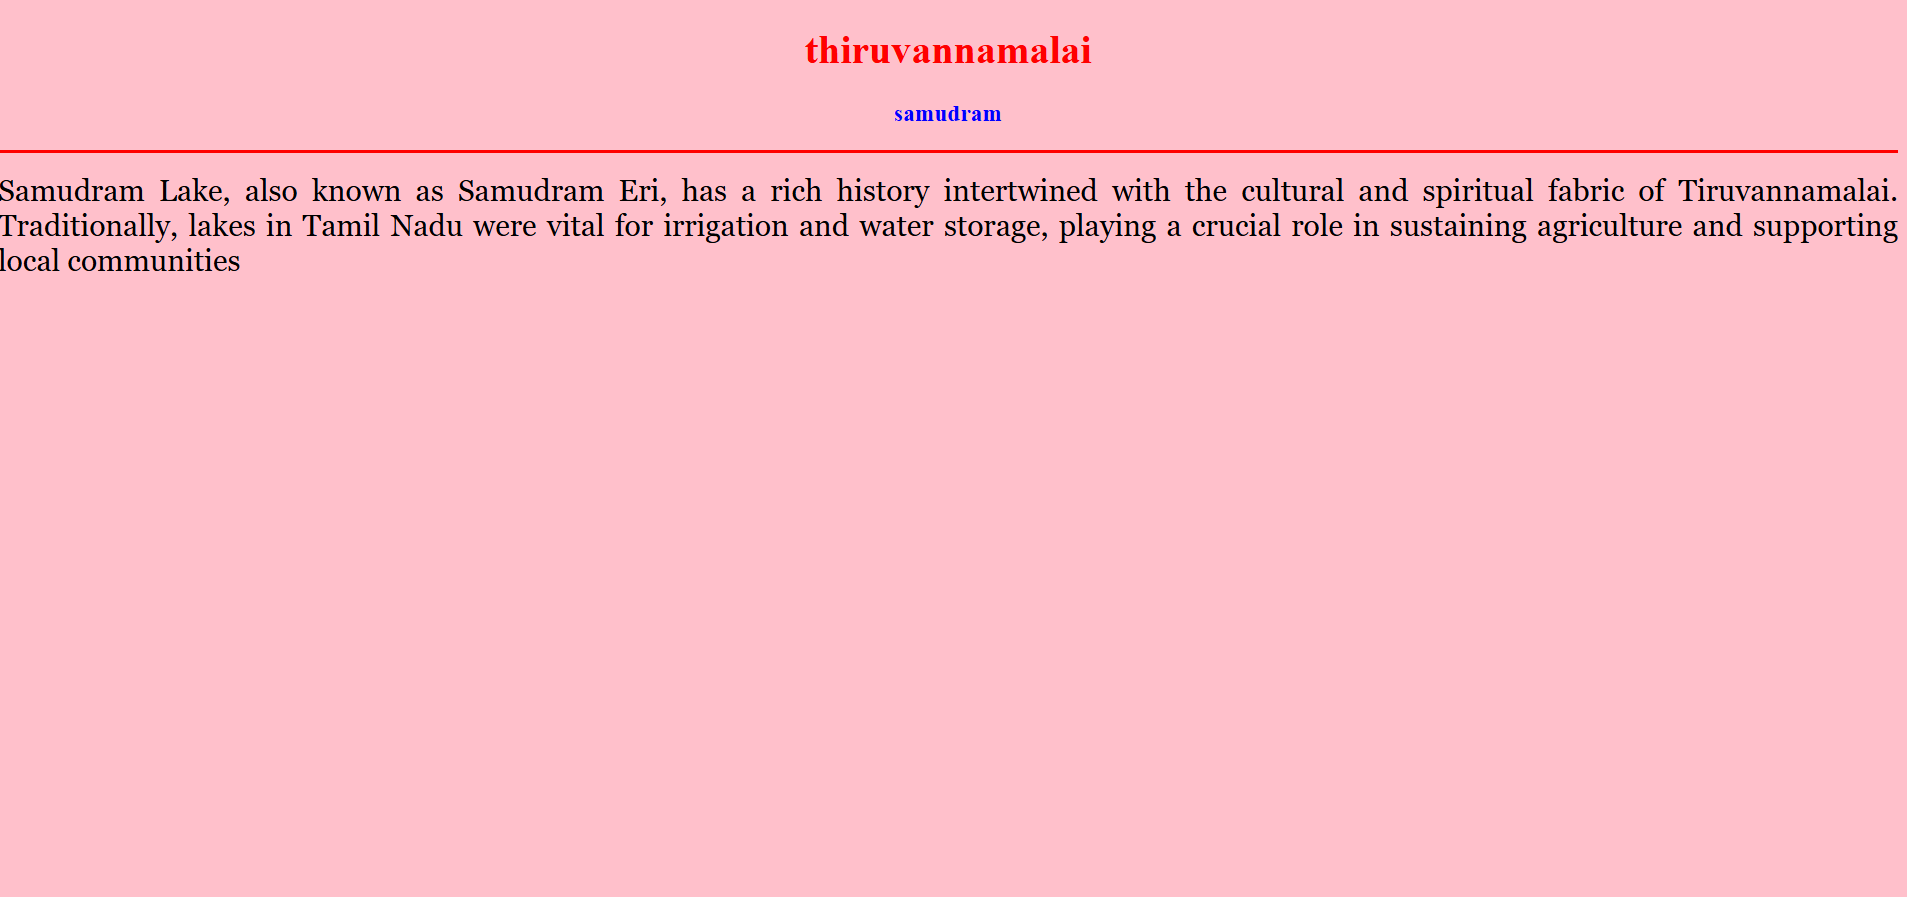 thiruvannamalai
samudram
Samudram Lake, also known as Samudram Eri, has a rich history intertwined with the cultural and spiritual fabric of Tiruvannamalai.
Traditionally, lakes in Tamil Nadu were vital for irrigation and water storage, playing a crucial role in sustaining agriculture and supporting
local communities